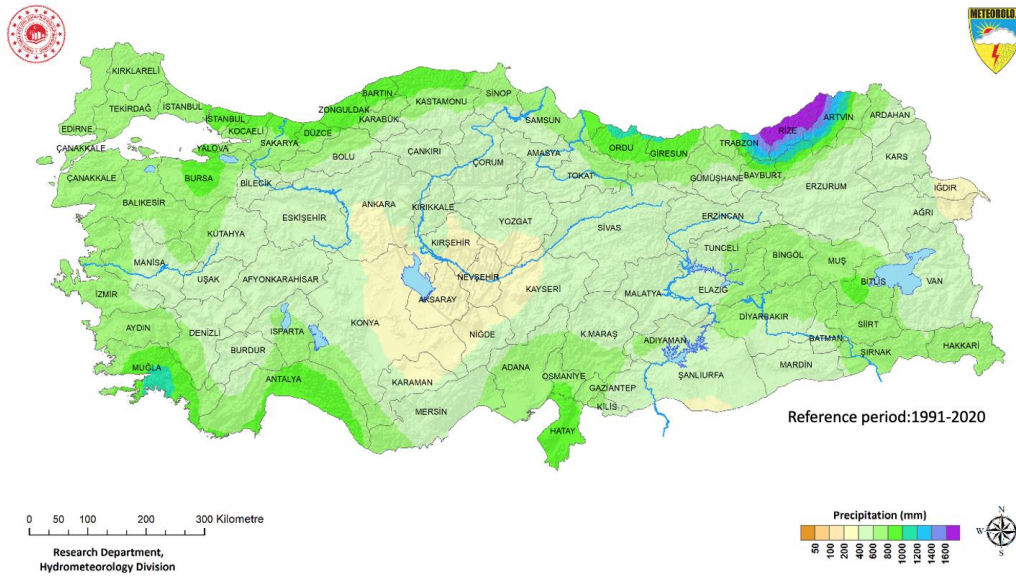 METEOROLOJİ
KIRKLARELİ
TEKİRDAĞ
İSTANBUL
EDİRNE
İSTANBUL
KOCAELİ
YALOVA
SAKARYA
DÜZCE
ZONGULDAK
BARTIN
KARABÜK
KASTAMONU
SİNOP
SAMSUN
ORDU
GİRESUN
TRABZON
RİZE
ARTVİN
ARDAHAN
ÇANAKKALE
ÇANAKKALE
BALIKESİR
BURSA
BİLECİK
BOLU
ÇANKIRI
ÇORUM
AMASYA
TOKAT
GÜMÜŞHANE
BAYBURT
ERZURUM
KARS
IĞDIR
AĞRI
KÜTAHYA
ESKİŞEHİR
ANKARA
KIRIKKALE
YOZGAT
SİVAS
ERZİNCAN
TUNCELİ
BİNGÖL
MUŞ
BİTLİS
VAN
MANİSA
UŞAK
AFYONKARAHİSAR
KIRŞEHİR
NEVŞEHİR
AKSARAY
KAYSERİ
MALATYA
ELAZIĞ
DİYARBAKIR
BATMAN
SİİRT
ŞIRNAK
HAKKARİ
İZMİR
AYDIN
DENİZLİ
ISPARTA
BURDUR
KONYA
NİĞDE
K.MARAŞ
ADIYAMAN
MARDİN
MUĞLA
ANTALYA
KARAMAN
MERSİN
ADANA
OSMANİYE
GAZİANTEP
KİLİS
ŞANLIURFA
HATAY
Reference period:1991-2020
0 50 100 200 300 Kilometre
Research Department,
Hydrometeorology Division
Precipitation (mm)
50 100 200 400 600 800 1000 1200 1400 1600
N
W
E
S